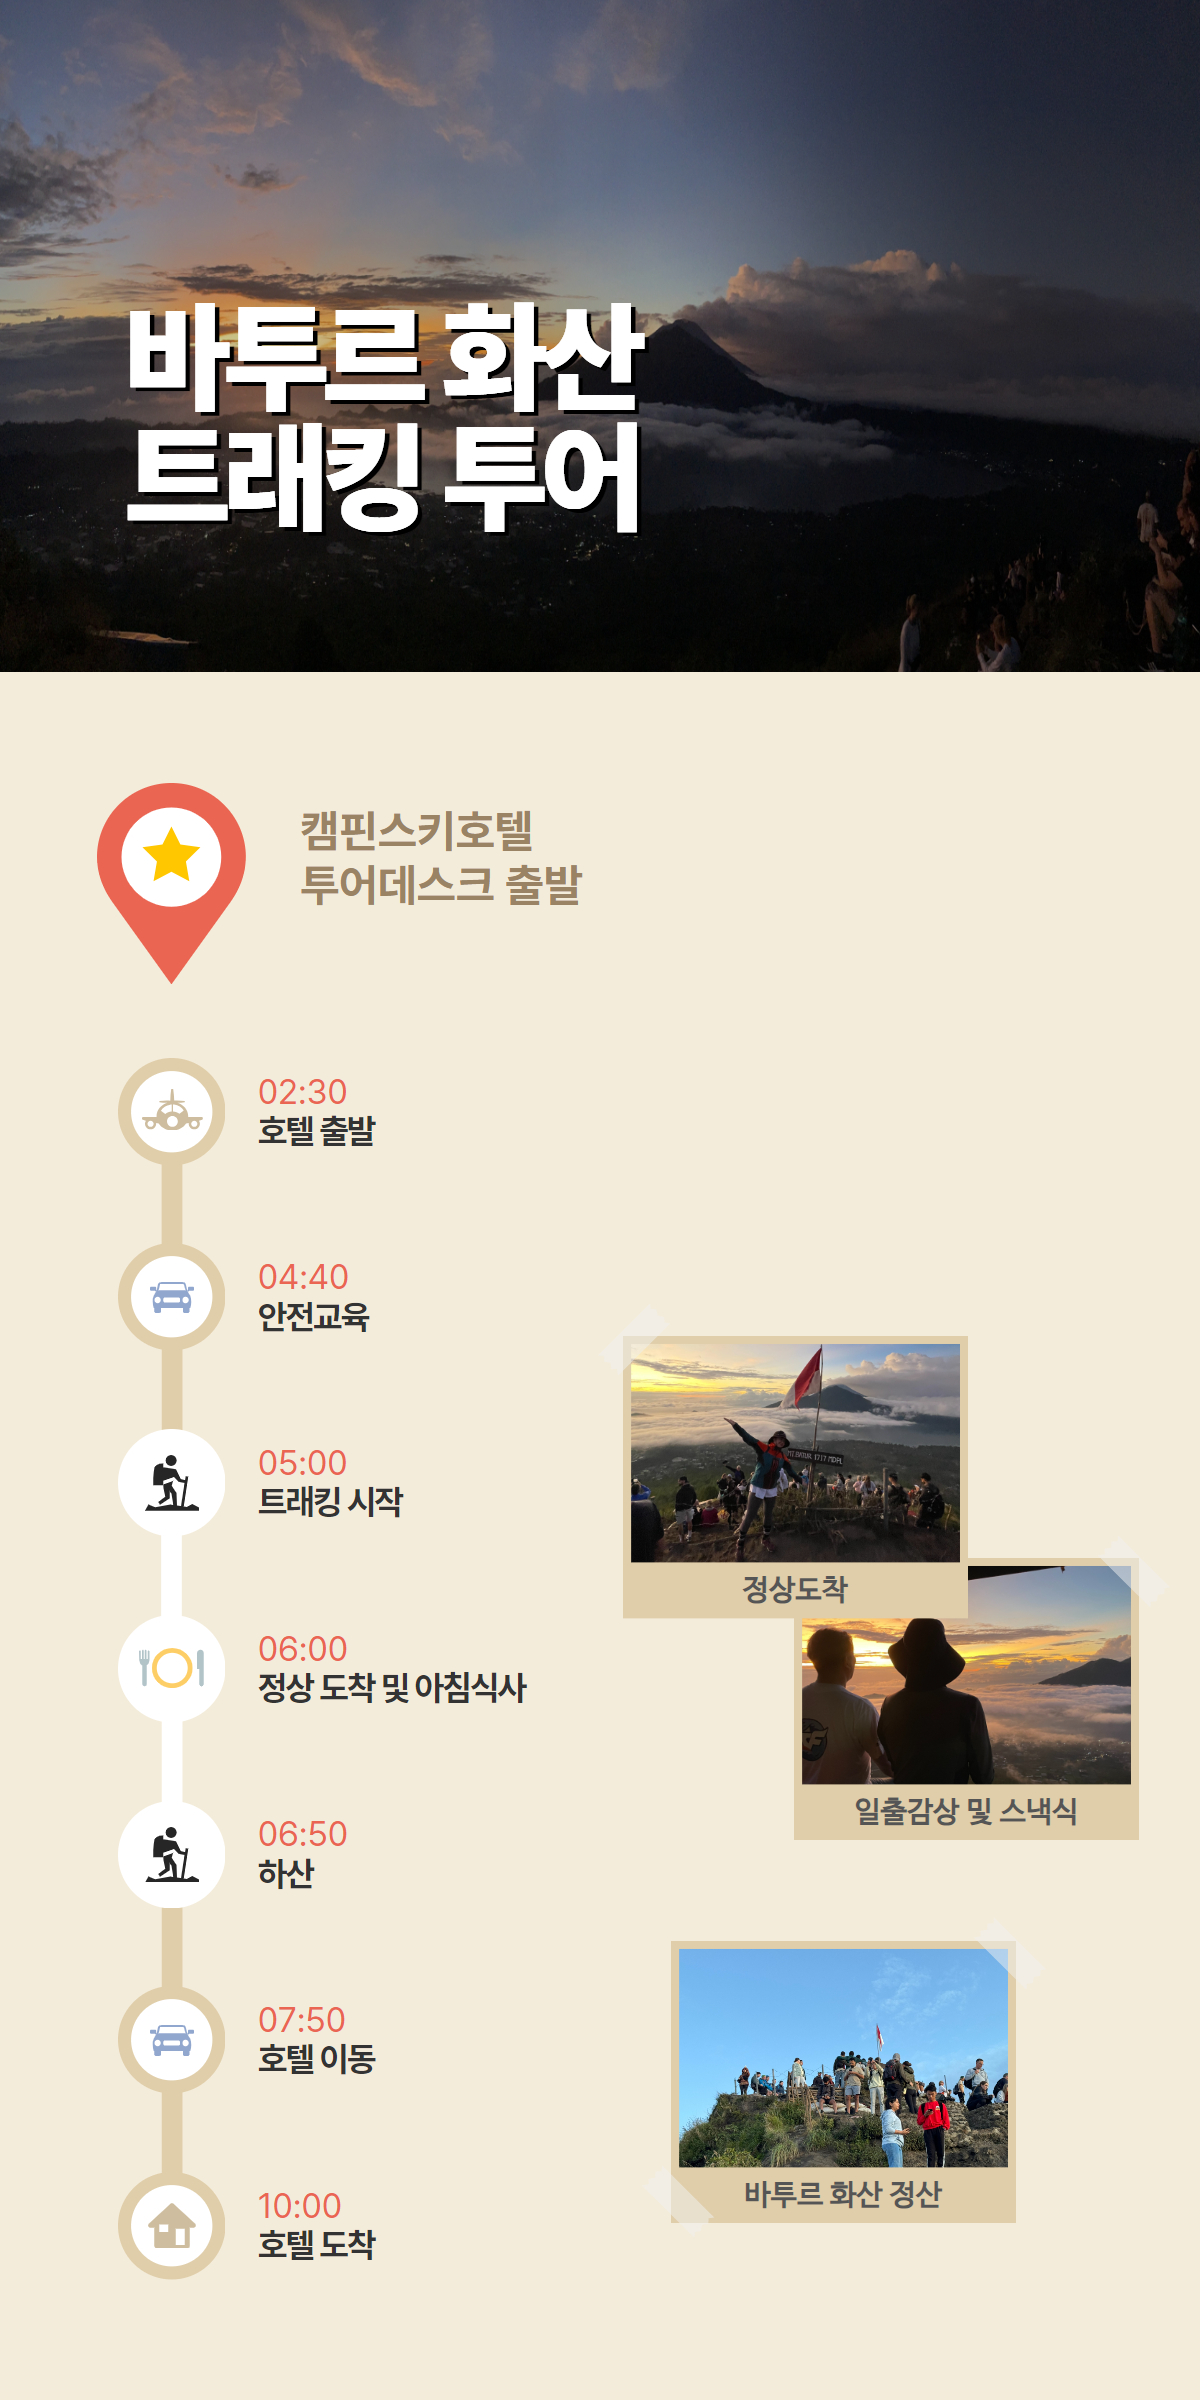 바투르 화산
트래킹 투어
캠핀스키호텔
투어데스크 출발
02:30
호텔 출발
04:40
안전교육
05:00
트래킹 시작
06:00
정상 도착 및 아침식사
06:50
하산
07:50
호텔 이동
10:00
호텔 도착
MT.BATUR 1717 MDPL
정상도착
일출감상 및 스낵식
바투르 화산 정산